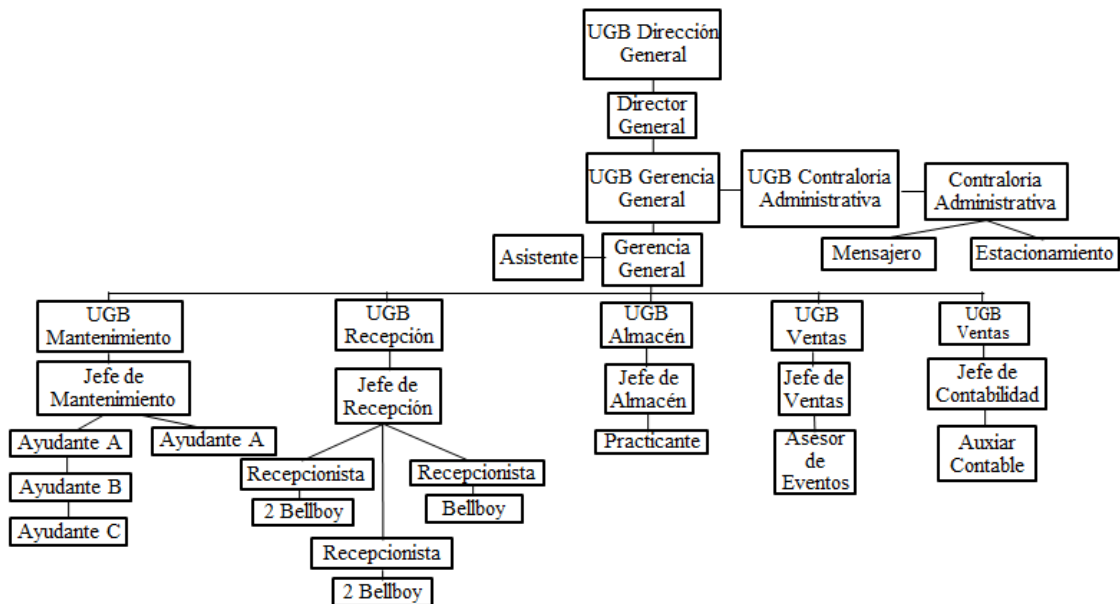 UGB Dirección
General
Director
General
UGB Gerencia
General
UGB Contraloria
Administrativa
Contraloria
Administrativa
Mensajero
Estacionamiento
Asistente
Gerencia
General
UGB
Mantenimiento
UGB
Recepción
UGB
Almacén
UGB
Ventas
UGB
Ventas
Jefe de
Mantenimiento
Jefe de
Recepción
Jefe de
Almacén
Jefe de
Ventas
Jefe de
Contabilidad
Ayudante A
Ayudante A
Ayudante B
Ayudante C
Recepcionista
2 Bellboy
Recepcionista
Bellboy
Recepcionista
2 Bellboy
Practicante
Asesor
de
Eventos
Auxiar
Contable